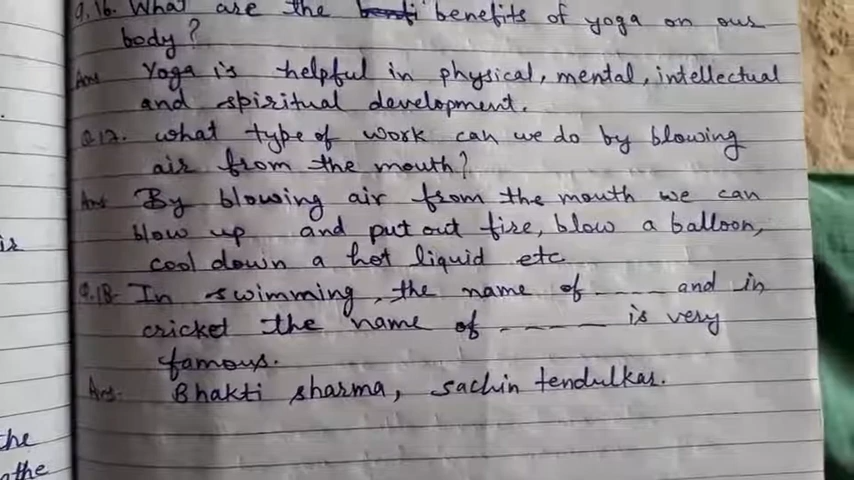 Q.16. What are the benefits of yoga on our
body?
Ans Yoga is helpful in physical, mental, intellectual
and spiritual development.
Q.17. what type of work can we do by blowing
air from the mouth?
Ans By blowing air from the mouth we can
blow up and put out fire, blow a balloon,
cool down a hot liquid etc
Q.18. In swimming, the name of ---- and in
cricket the name of ----- is very
famous.
Ans. Bhakti sharma, sachin tendulkar.
the